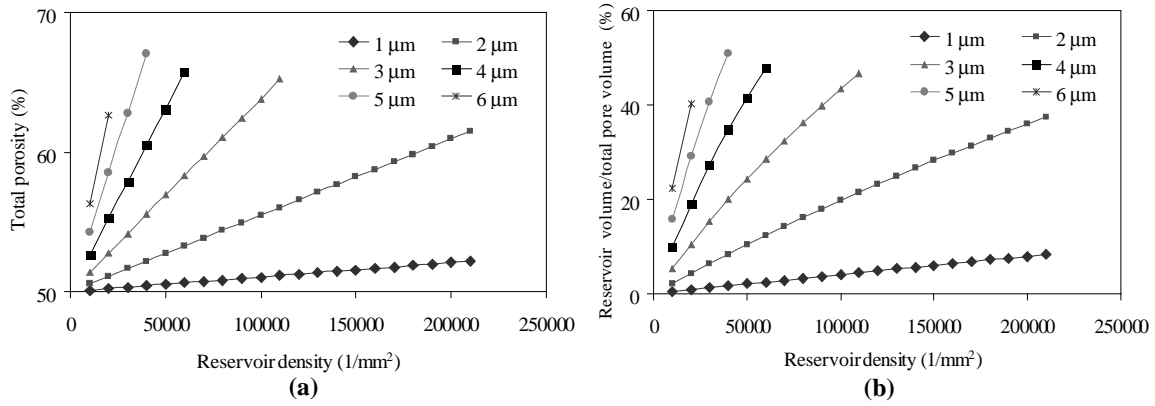 70
60
50
Total porosity (%)
1 µm 2 µm
3 µm 4 µm
5 µm 6 µm
0 50000 100000 150000 200000 250000
Reservoir density (1/mm²)
(a)
60
40
20
0
Reservoir volume/total pore volume (%)
1 µm 2 µm
3 µm 4 µm
5 µm 6 µm
0 50000 100000 150000 200000 250000
Reservoir density (1/mm²)
(b)